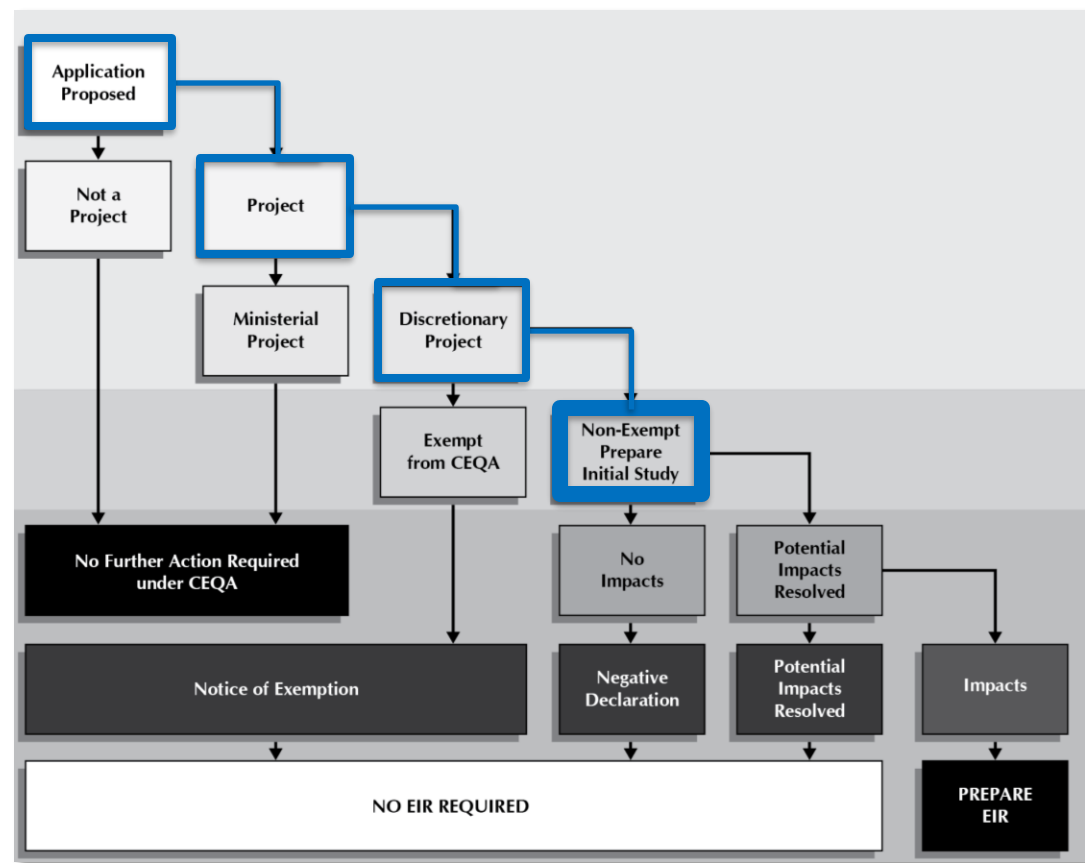 Application
Proposed
Not a
Project
Project
Ministerial
Project
Discretionary
Project
Exempt
from CEQA
Non-Exempt
Prepare
Initial Study
No Further Action Required
under CEQA
No
Impacts
Potential
Impacts
Resolved
Notice of Exemption
Negative
Declaration
Potential
Impacts
Resolved
Impacts
NO EIR REQUIRED
PREPARE
EIR